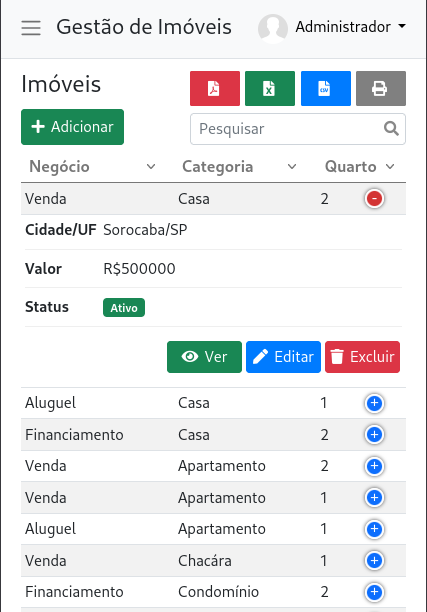 Gestão de Imóveis
Administrador
Imóveis
Adicionar
Pesquisar
Negócio Categoria Quarto
Venda Casa 2
Cidade/UF Sorocaba/SP
Valor R$500000
Status Ativo
Ver Editar Excluir
Aluguel Casa 1
Financiamento Casa 2
Venda Apartamento 2
Venda Apartamento 1
Aluguel Apartamento 1
Venda Chacára 1
Financiamento Condomínio 2